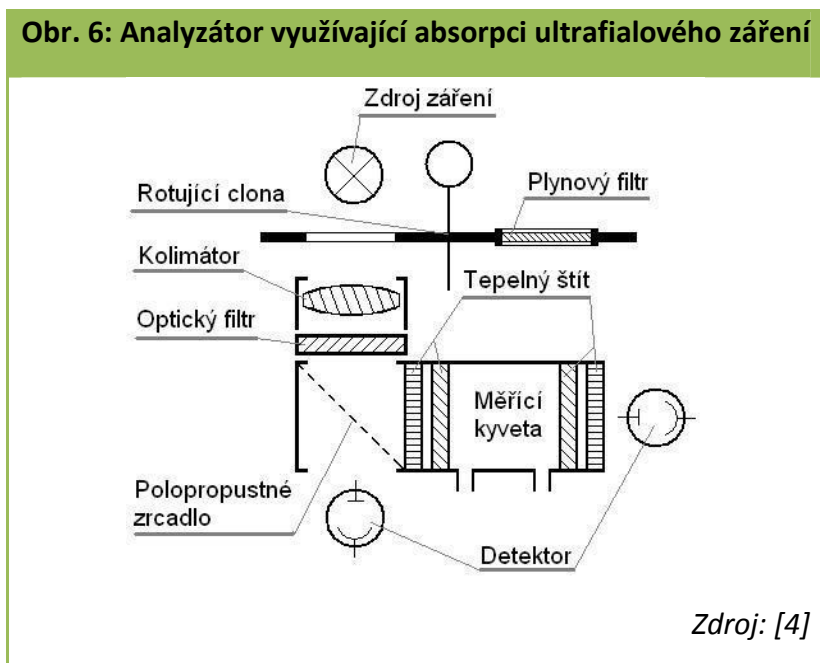 Obr. 6: Analyzátor využívající absorpci ultrafialového záření
Zdroj záření
Plynový filtr
Rotující clona
Kolimátor
Tepelný štít
Optický filtr
Měřící
kyveta
Polopropustné
zrcadlo
Detektor
Zdroj: [4]